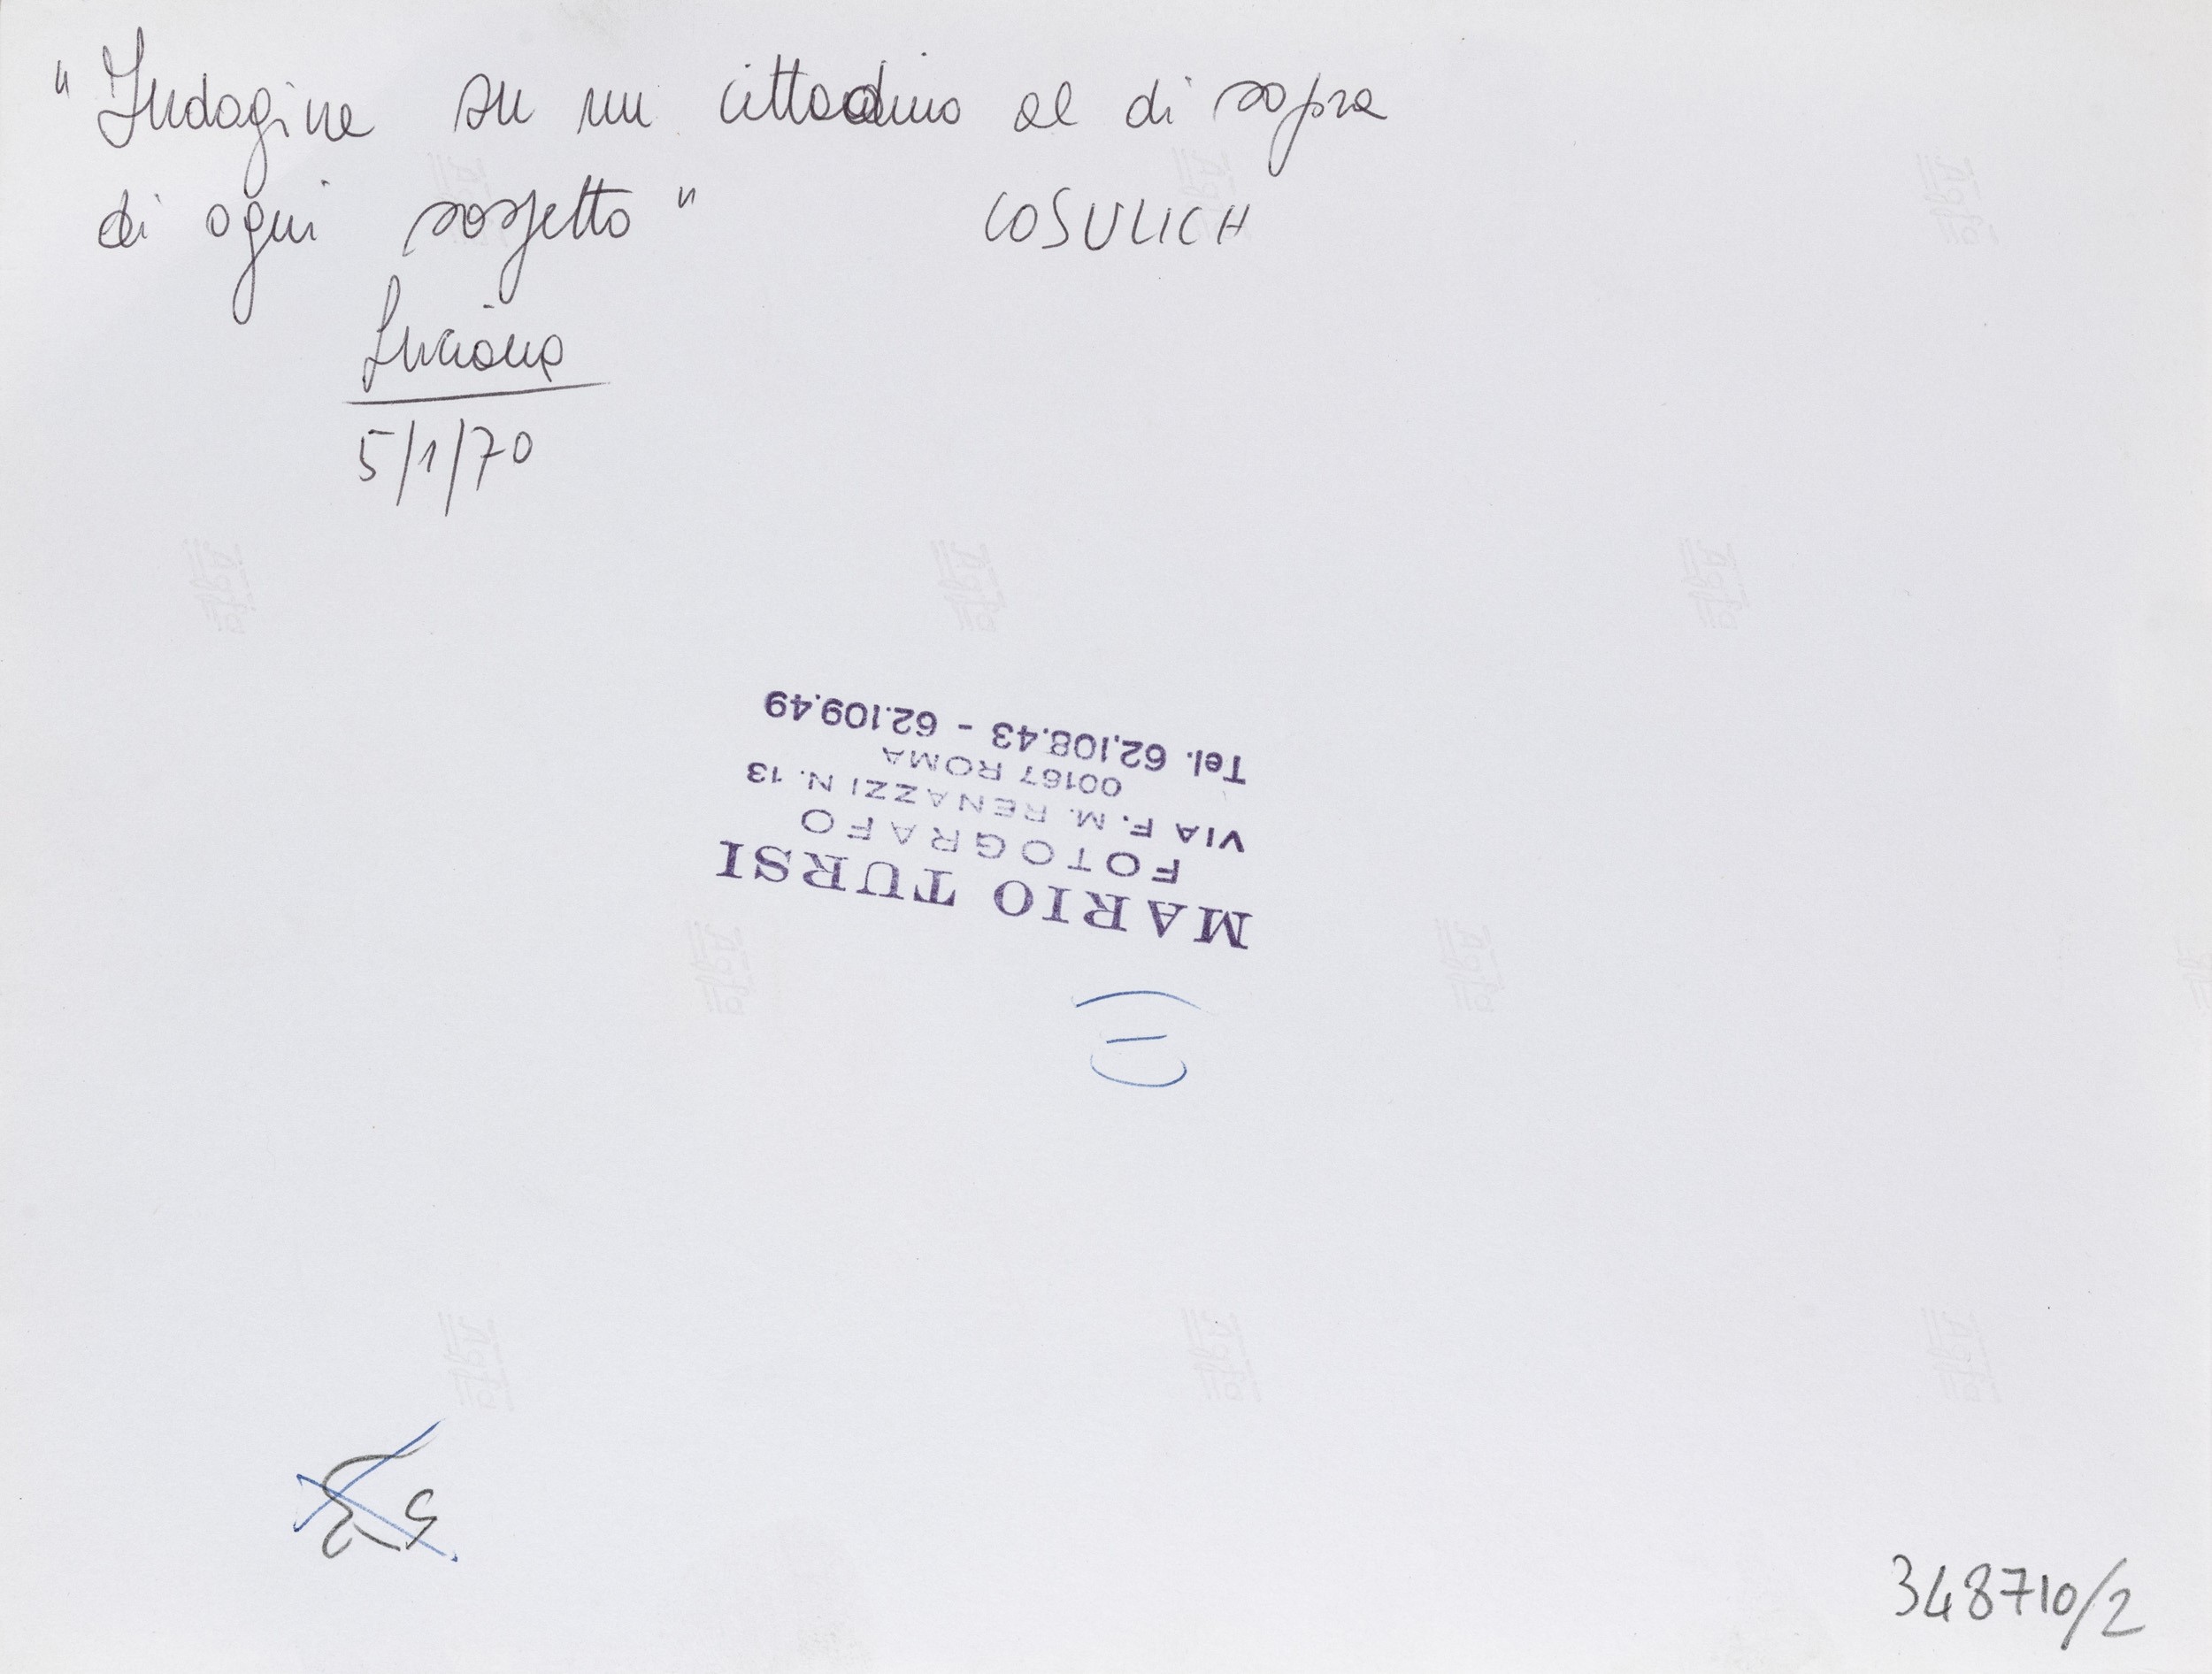 "Indagine su un cittadino al di sopra
di ogni sospetto" COSULICH
Luciana
5/1/70
MARIO TURSI
FOTOGRAFO
VIA F. M. RENAZZI N. 13
00167 ROMA
Tel. 62.108.43 - 62.109.49
348710/2